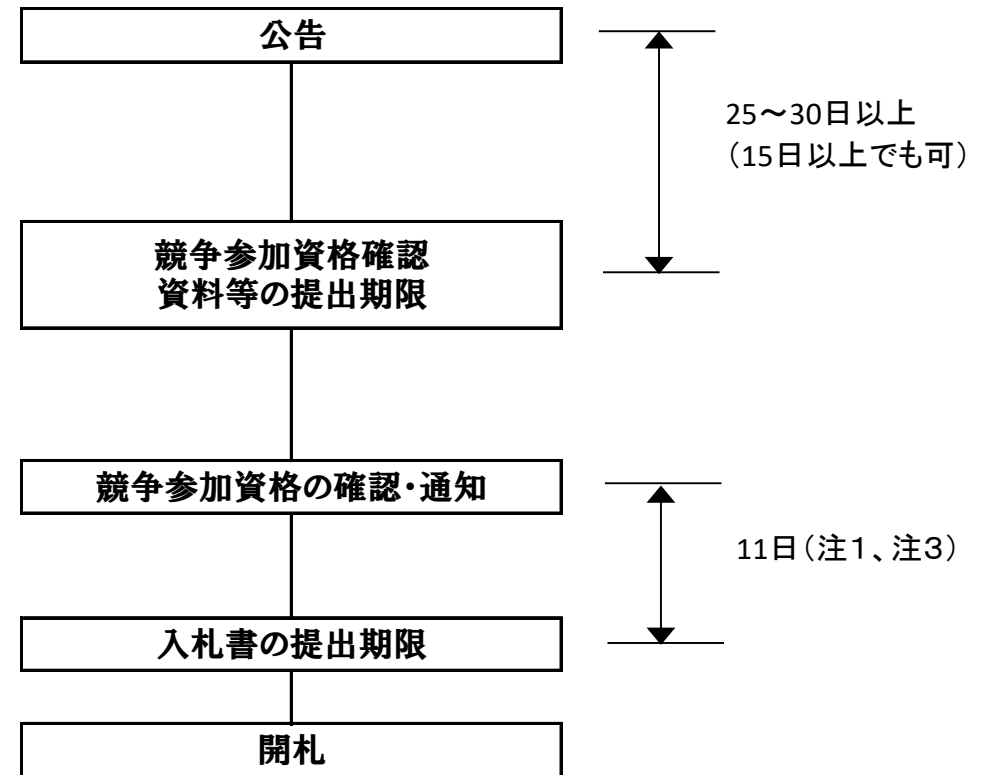 公告
25～30日以上
（15日以上でも可）
競争参加資格確認
資料等の提出期限
競争参加資格の確認・通知
11日（注１、注３）
入札書の提出期限
開札